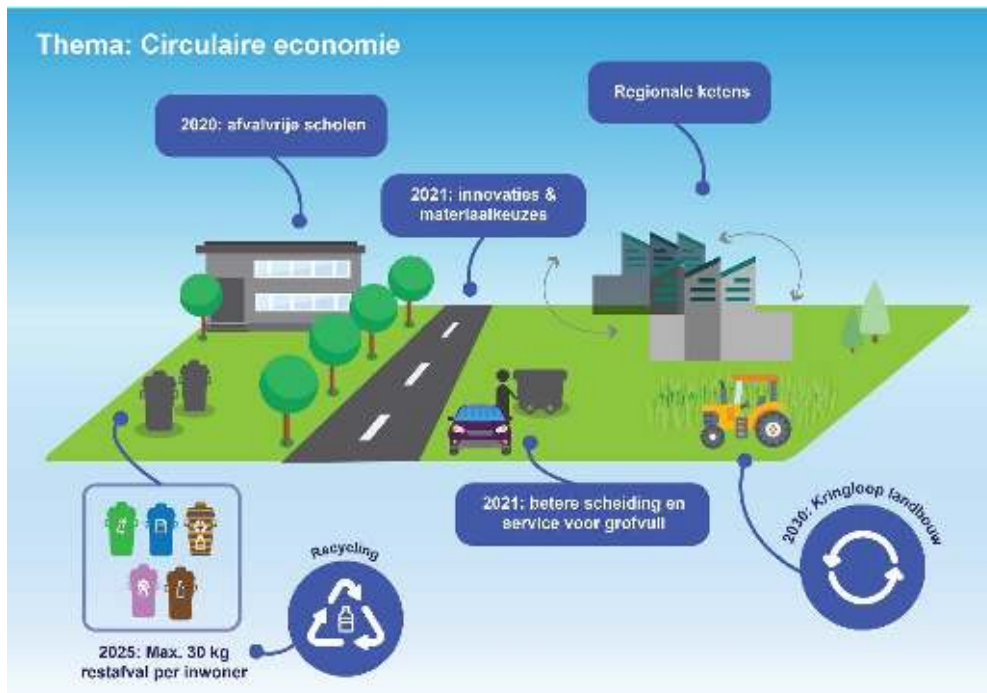 Thema: Circulaire economie
Regionale ketens
2020: afvalvrije scholen
2021: innovaties &
materiaalkeuzes
2021: betere scheiding en
service voor grofvuil
2030: Kringloop landbouw
Recycling
2025: Max. 30 kg
restafval per inwoner